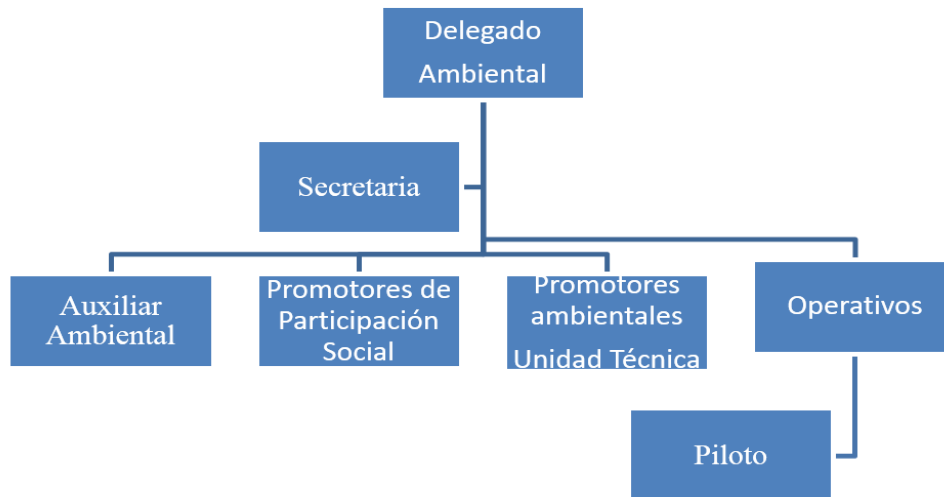 Delegado
Ambiental
Secretaria
Auxiliar
Ambiental
Promotores de
Participación
Social
Promotores
ambientales
Unidad Técnica
Operativos
Piloto